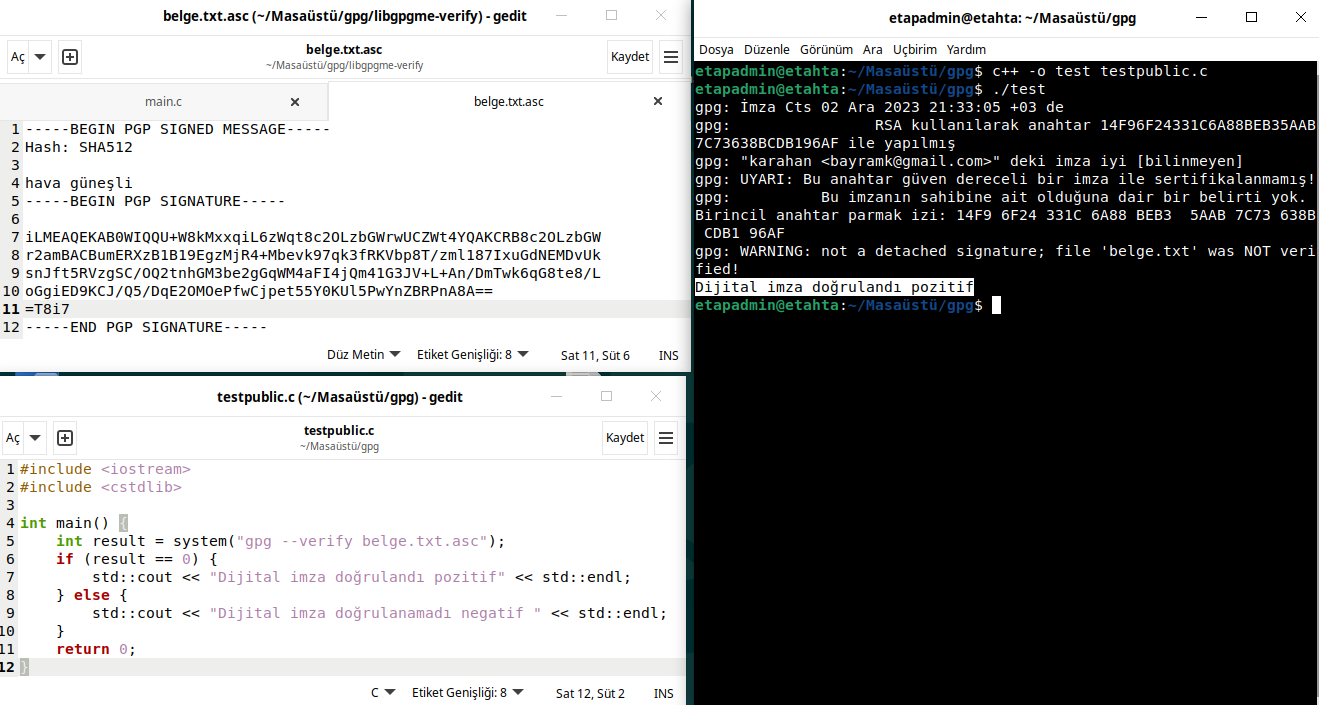 belge.txt.asc (~/Masaüstü/gpg/libgpgme-verify) - gedit
Aç
belge.txt.asc
~/Masaüstü/gpg/libgpgme-verify
Kaydet
main.c
belge.txt.asc
1 -----BEGIN PGP SIGNED MESSAGE-----
2 Hash: SHA512
3
4 hava güneşli
5 -----BEGIN PGP SIGNATURE-----
6
7 iLMEAQEKAB0WIQQU+W8kMxxqiL6zWqt8c2OLzbGWrwUCZWt4YQAKCRB8c2OLzbGW
8 r2amBACBumERXzB1B19EgzMjR4+Mbevk97qk3fRKVbp8T/zml187IxuGdNEMDvUk
9 snJft5RVzgSC/OQ2tnhGM3be2gGqWM4aFI4jQm41G3JV+L+An/DmTwk6qG8te8/L
10 oGgiED9KCJ/Q5/DqE2OMOePfwCjpet55Y0KUl5PwYnZBRPnA8A==
11 =T8i7
12 -----END PGP SIGNATURE-----
Düz Metin
Etiket Genişliği: 8
Sat 11, Süt 6
INS
testpublic.c (~/Masaüstü/gpg) - gedit
Aç
testpublic.c
~/Masaüstü/gpg
Kaydet
1 #include <iostream>
2 #include <cstdlib>
3
4 int main() {
5     int result = system("gpg --verify belge.txt.asc");
6     if (result == 0) {
7         std::cout << "Dijital imza doğrulandı pozitif" << std::endl;
8     } else {
9         std::cout << "Dijital imza doğrulanamadı negatif " << std::endl;
10     }
11     return 0;
12 }
C
Etiket Genişliği: 8
Sat 12, Süt 2
INS
etapadmin@etahta: ~/Masaüstü/gpg
Dosya Düzenle Görünüm Ara Uçbirim Yardım
etapadmin@etahta:~/Masaüstü/gpg$ c++ -o test testpublic.c
etapadmin@etahta:~/Masaüstü/gpg$ ./test
gpg: İmza Cts 02 Ara 2023 21:33:05 +03 de
gpg:                RSA kullanılarak anahtar 14F96F24331C6A88BEB35AAB
7C73638BCDB196AF ile yapılmış
gpg: "karahan <bayramk@gmail.com>" deki imza iyi [bilinmeyen]
gpg: UYARI: Bu anahtar güven dereceli bir imza ile sertifikalanmamış!
gpg:          Bu imzanın sahibine ait olduğuna dair bir belirti yok.
Birincil anahtar parmak izi: 14F9 6F24 331C 6A88 BEB3  5AAB 7C73 638B
 CDB1 96AF
gpg: WARNING: not a detached signature; file 'belge.txt' was NOT veri
fied!
Dijital imza doğrulandı pozitif
etapadmin@etahta:~/Masaüstü/gpg$